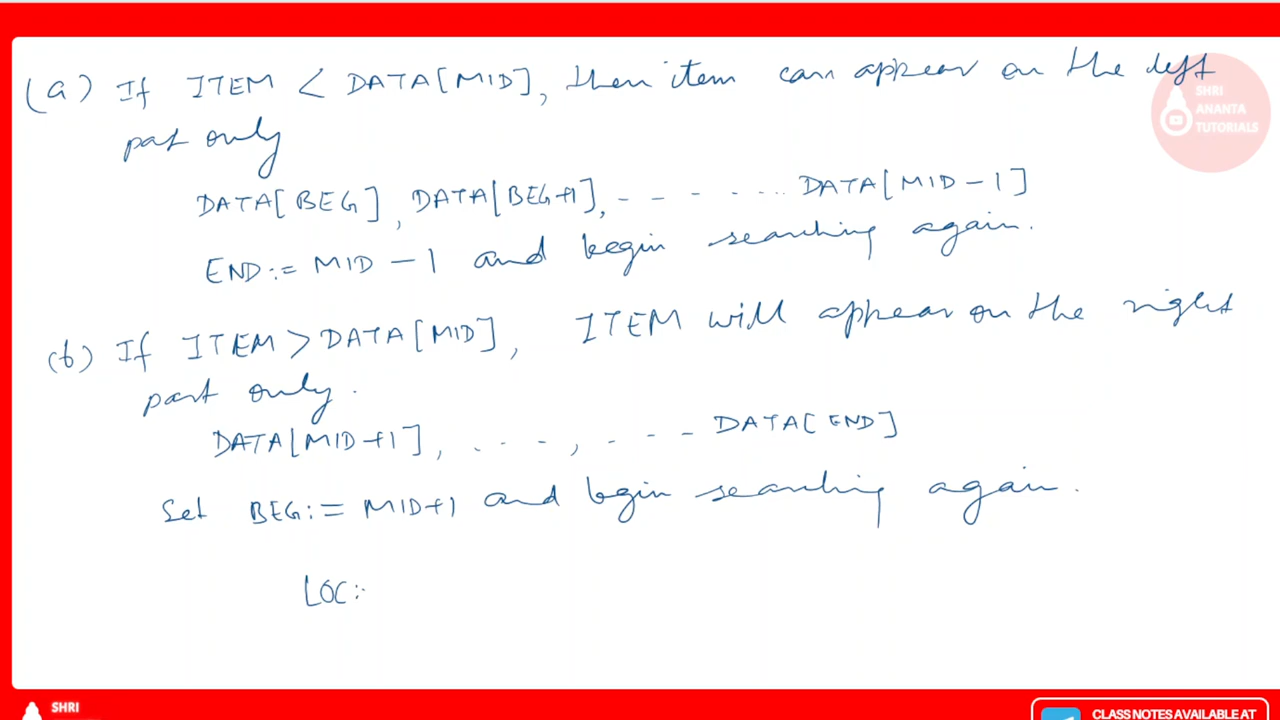 (a) If ITEM < DATA[MID], then item can appear on the left
part only
DATA[BEG], DATA[BEG+1], - - - ... DATA[MID-1]
END:= MID-1 and begin searching again.
(b) If ITEM > DATA[MID], ITEM will appear on the right
part only.
DATA[MID+1], ..-, --- DATA[END]
Set BEG:= MID+1 and begin searching again.
LOC:
SHRI
ANANTA
TUTORIALS
SHRI
CLASS NOTES AVAILABLE AT